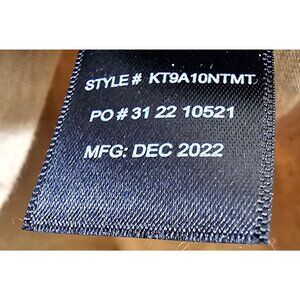 STYLE # KT9A10NTMT
PO # 31 22 10521
MFG: DEC 2022